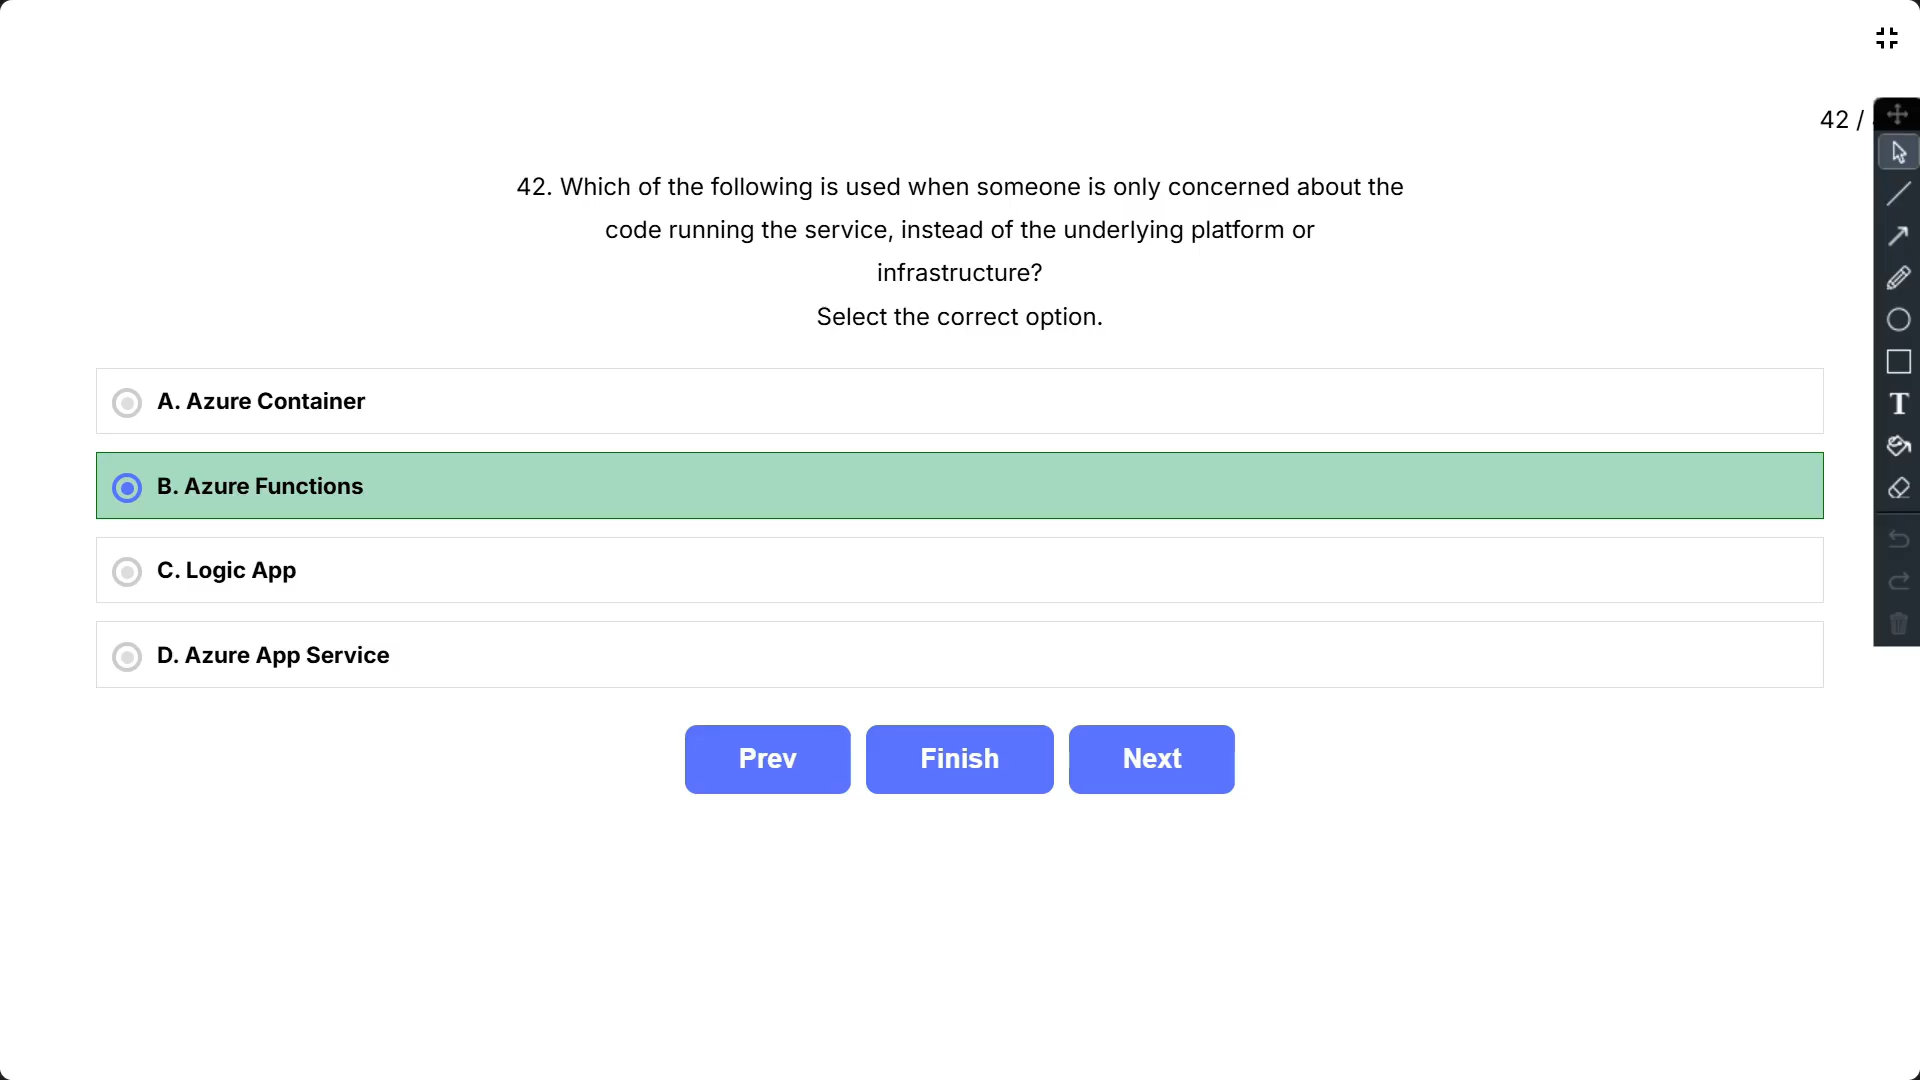 42 /
42. Which of the following is used when someone is only concerned about the
code running the service, instead of the underlying platform or
infrastructure?
Select the correct option.
A. Azure Container
B. Azure Functions
C. Logic App
D. Azure App Service
Prev
Finish
Next
T